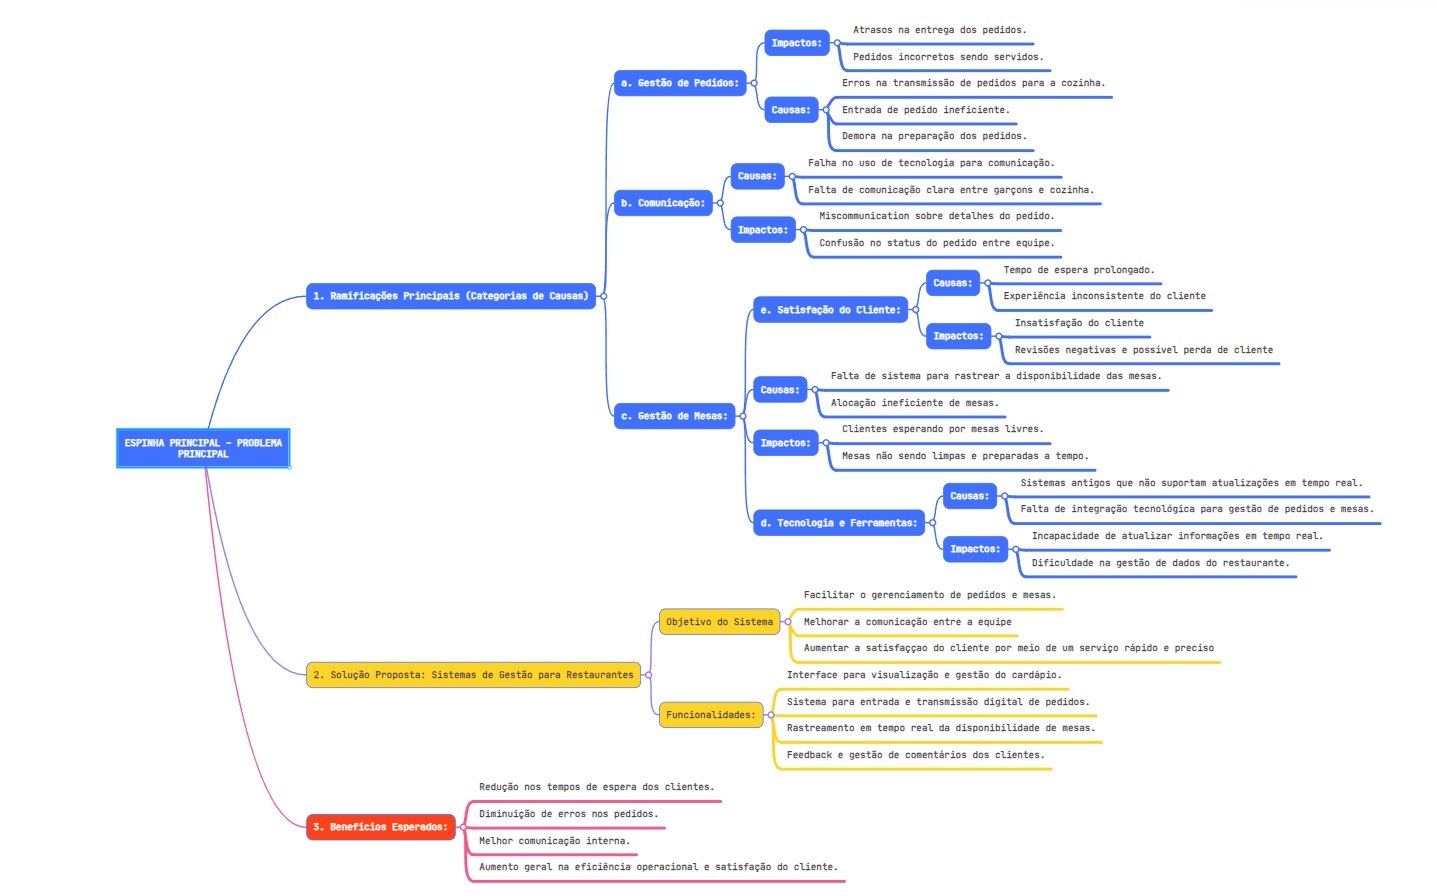 ESPINHA PRINCIPAL - PROBLEMA
PRINCIPAL
1. Ramificações Principais (Categorias de Causas)
a. Gestão de Pedidos:
Impactos:
Atrasos na entrega dos pedidos.
Pedidos incorretos sendo servidos.
Causas:
Erros na transmissão de pedidos para a cozinha.
Entrada de pedido ineficiente.
Demora na preparação dos pedidos.
b. Comunicação:
Causas:
Falha no uso de tecnologia para comunicação.
Falta de comunicação clara entre garçons e cozinha.
Impactos:
Miscommunication sobre detalhes do pedido.
Confusão no status do pedido entre equipe.
c. Gestão de Mesas:
e. Satisfação do Cliente:
Causas:
Tempo de espera prolongado.
Experiência inconsistente do cliente
Impactos:
Insatisfação do cliente
Revisões negativas e possível perda de cliente
Causas:
Falta de sistema para rastrear a disponibilidade das mesas.
Alocação ineficiente de mesas.
Impactos:
Clientes esperando por mesas livres.
Mesas não sendo limpas e preparadas a tempo.
d. Tecnologia e Ferramentas:
Causas:
Sistemas antigos que não suportam atualizações em tempo real.
Falta de integração tecnológica para gestão de pedidos e mesas.
Impactos:
Incapacidade de atualizar informações em tempo real.
Dificuldade na gestão de dados do restaurante.
2. Solução Proposta: Sistemas de Gestão para Restaurantes
Objetivo do Sistema
Facilitar o gerenciamento de pedidos e mesas.
Melhorar a comunicação entre a equipe
Aumentar a satisfaççao do cliente por meio de um serviço rápido e preciso
Funcionalidades:
Interface para visualização e gestão do cardápio.
Sistema para entrada e transmissão digital de pedidos.
Rastreamento em tempo real da disponibilidade de mesas.
Feedback e gestão de comentários dos clientes.
3. Benefícios Esperados:
Redução nos tempos de espera dos clientes.
Diminuição de erros nos pedidos.
Melhor comunicação interna.
Aumento geral na eficiência operacional e satisfação do cliente.